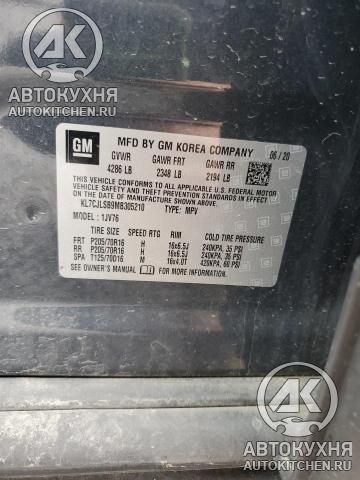 AK
АВТОКУХНЯ
AUTOKITCHEN.RU
GM
MFD BY GM KOREA COMPANY
06/20
GVWR GAWR FRT GAWR RR
4286 LB 2348 LB 2194 LB
THIS VEHICLE CONFORMS TO ALL APPLICABLE U.S. FEDERAL MOTOR
VEHICLE SAFETY AND THEFT PREVENTION STANDARDS IN EFFECT
ON THE DATE OF MANUFACTURE SHOWN ABOVE.
KL7CJLSB9MB305210 TYPE: MPV
MODEL: 1JV76
TIRE SIZE SPEED RTG RIM COLD TIRE PRESSURE
FRT P205/70R16 H 16x6.5J 240KPA, 35 PSI
RR P205/70R16 H 16x6.5J 240KPA, 35 PSI
SPA T125/70D16 M 16x4.0T 420KPA, 60 PSI
SEE OWNER'S MANUAL FOR MORE INFORMATION.
AK
АВТОКУХНЯ
AUTOKITCHEN.RU